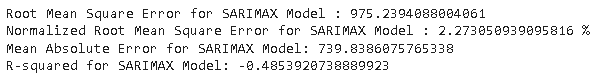 Root Mean Square Error for SARIMAX Model : 975.2394088004061
Normalized Root Mean Square Error for SARIMAX Model : 2.273050939095816 %
Mean Absolute Error for SARIMAX Model: 739.8386075765338
R-squared for SARIMAX Model: -0.4853920738889923